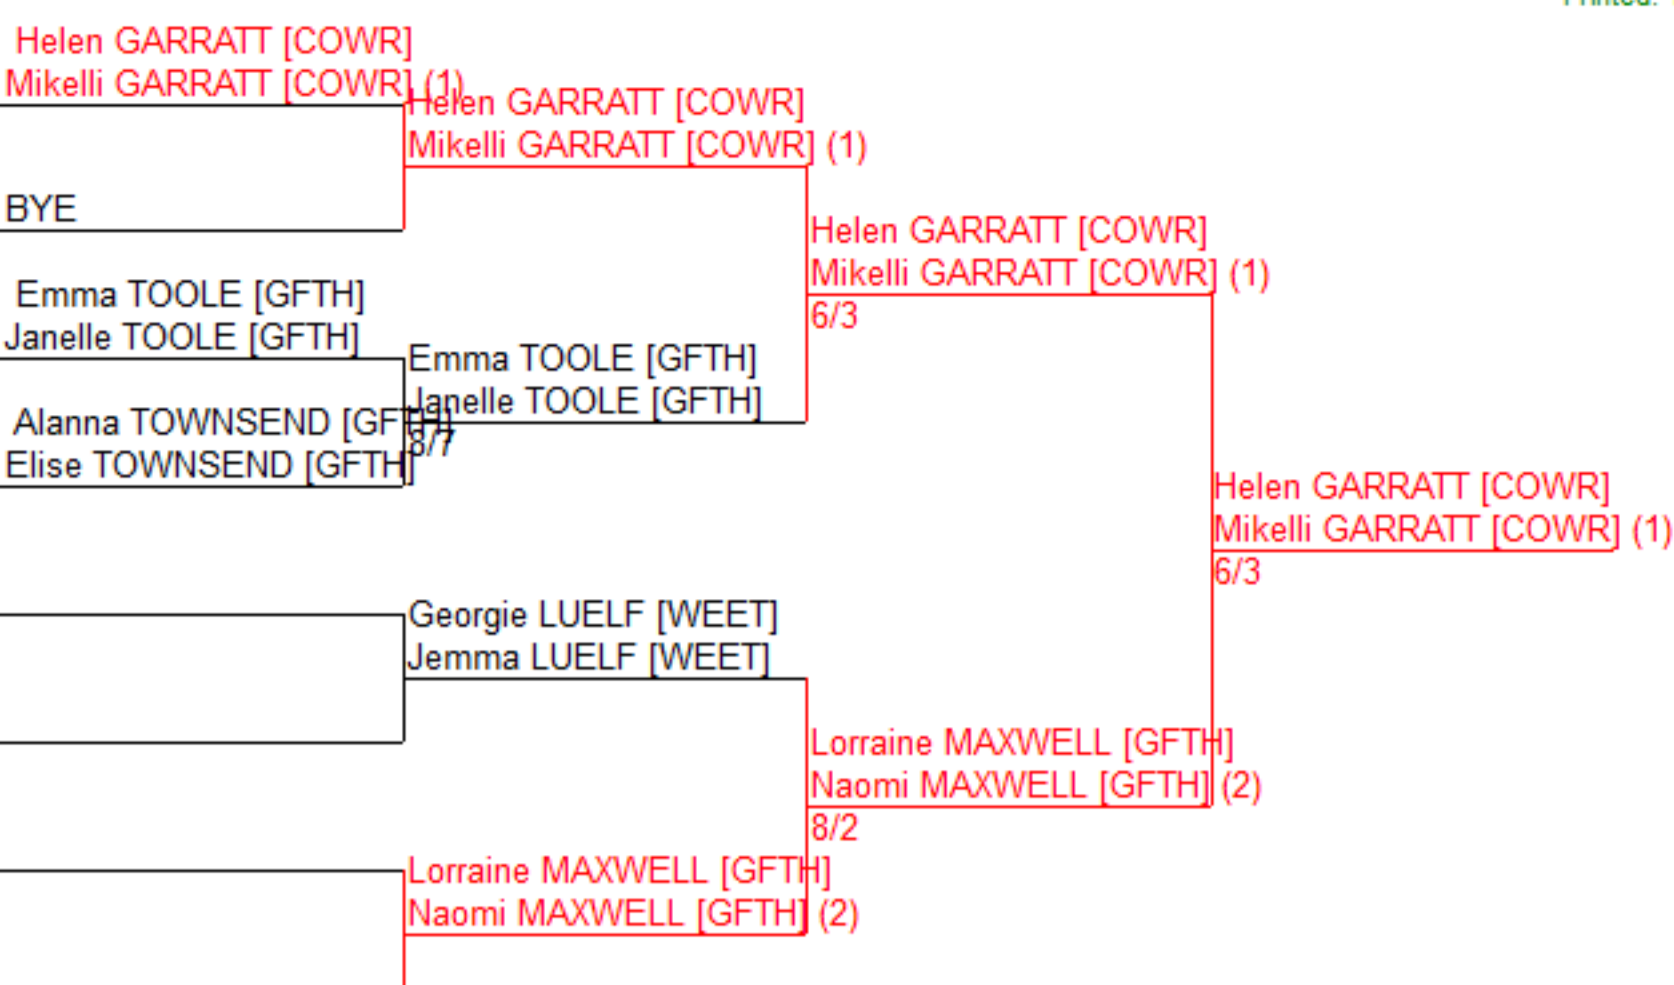 Printed:
Helen GARRATT [COWR]
Mikelli GARRATT [COWR] (1)
Helen GARRATT [COWR]
Mikelli GARRATT [COWR] (1)
BYE
Helen GARRATT [COWR]
Mikelli GARRATT [COWR] (1)
6/3
Emma TOOLE [GFTH]
Janelle TOOLE [GFTH]
Emma TOOLE [GFTH]
Janelle TOOLE [GFTH]
8/7
Alanna TOWNSEND [GFTH]
Elise TOWNSEND [GFTH]
Helen GARRATT [COWR]
Mikelli GARRATT [COWR] (1)
6/3
Georgie LUELF [WEET]
Jemma LUELF [WEET]
Lorraine MAXWELL [GFTH]
Naomi MAXWELL [GFTH] (2)
8/2
Lorraine MAXWELL [GFTH]
Naomi MAXWELL [GFTH] (2)